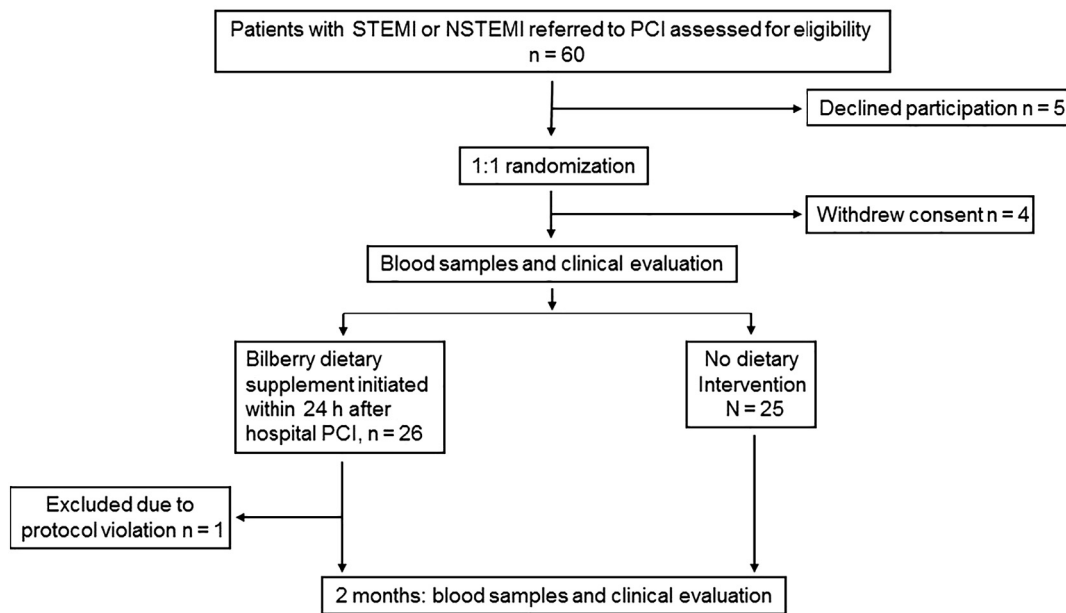 Patients with STEMI or NSTEMI referred to PCI assessed for eligibility
n = 60
Declined participation n = 5
1:1 randomization
Withdrew consent n = 4
Blood samples and clinical evaluation
Bilberry dietary
supplement initiated
within 24 h after
hospital PCI, n = 26
No dietary
Intervention
N = 25
Excluded due to
protocol violation n = 1
2 months: blood samples and clinical evaluation